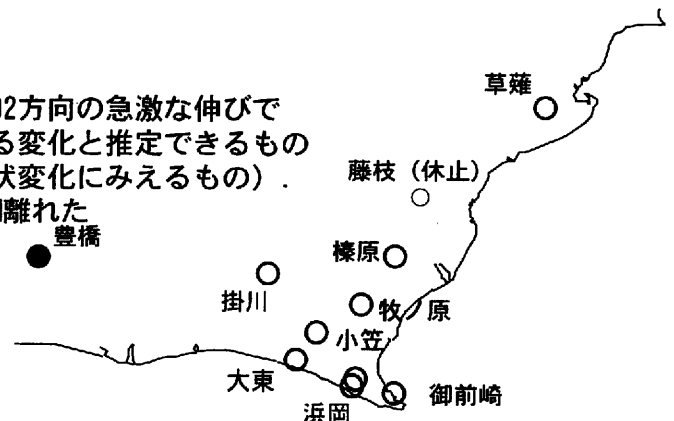 02方向の急激な伸びで
る変化と推定できるもの
状変化にみえるもの）．
離れた
豊橋
草薙
藤枝（休止）
榛原
掛川
牧ノ原
小笠
大東
浜岡
御前崎